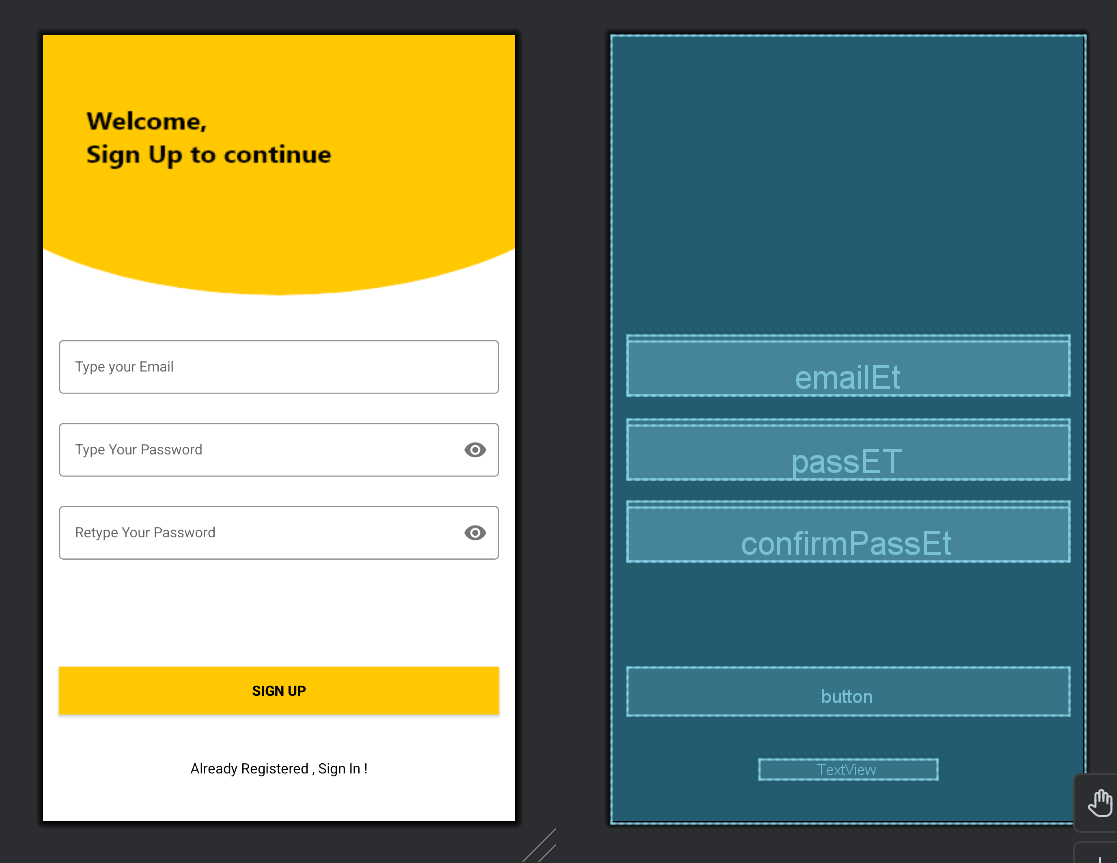 Welcome,
Sign Up to continue
Type your Email
Type Your Password
Retype Your Password
SIGN UP
Already Registered , Sign In !
emailEt
passET
confirmPassEt
button
TextView